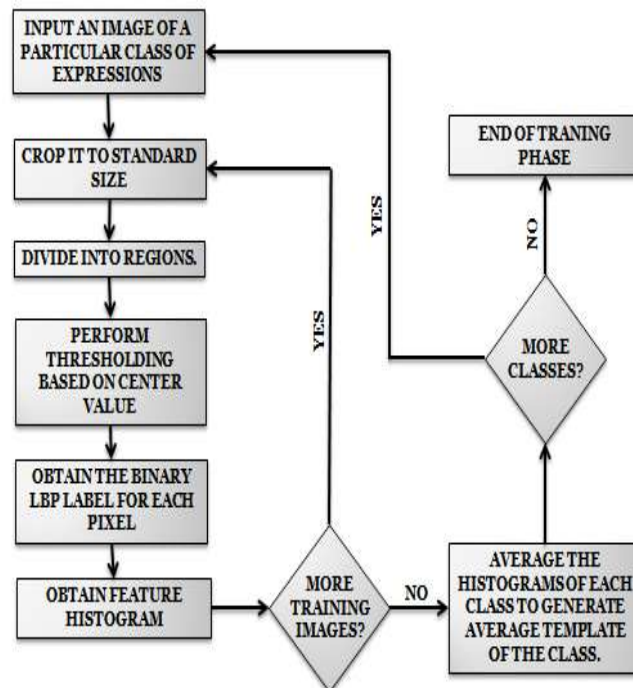 INPUT AN IMAGE OF A
PARTICULAR CLASS OF
EXPRESSIONS
CROP IT TO STANDARD
SIZE
DIVIDE INTO REGIONS.
PERFORM
THRESHOLDING
BASED ON CENTER
VALUE
OBTAIN THE BINARY
LBP LABEL FOR EACH
PIXEL
OBTAIN FEATURE
HISTOGRAM
MORE
TRAINING
IMAGES?
YES
NO
AVERAGE THE
HISTOGRAMS OF EACH
CLASS TO GENERATE
AVERAGE TEMPLATE
OF THE CLASS.
MORE
CLASSES?
YES
NO
END OF TRANING
PHASE